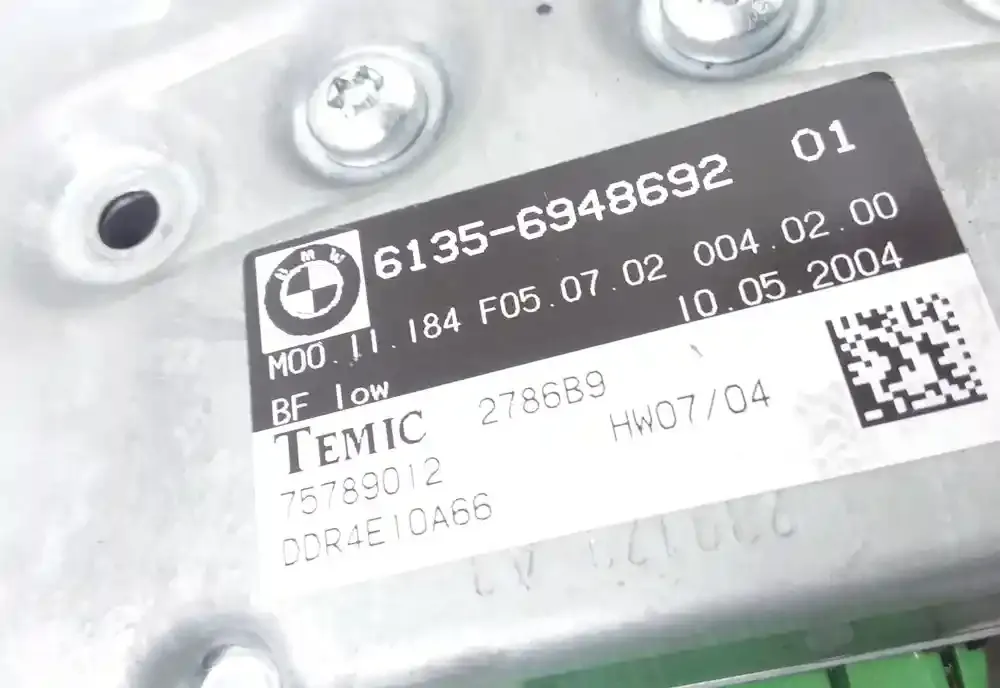 6135-6948692 01
BMW
M00.11.184 F05.07.02 004.02.00
BF low 10.05.2004
TEMIC 2786B9
75789012 HW07/04
DDR4E10A66